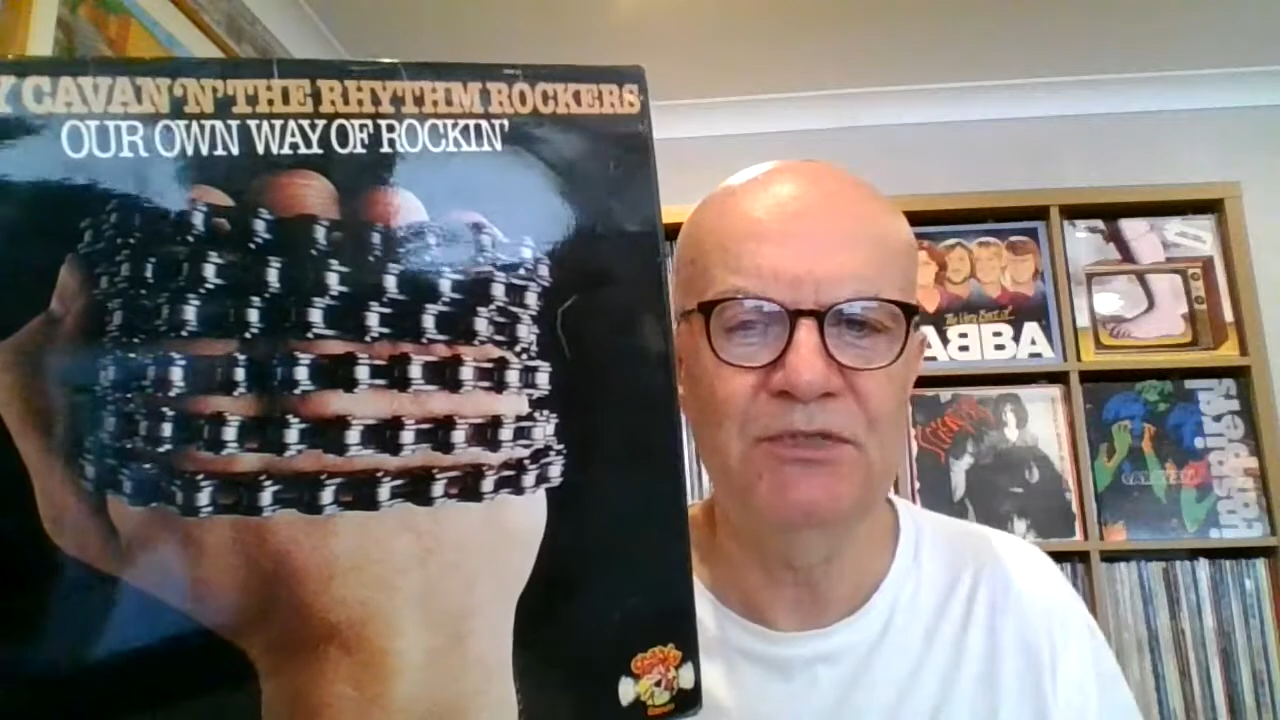 Y CAVAN 'N' THE RHYTHM ROCKERS
OUR OWN WAY OF ROCKIN'
The Very Best of
ABBA